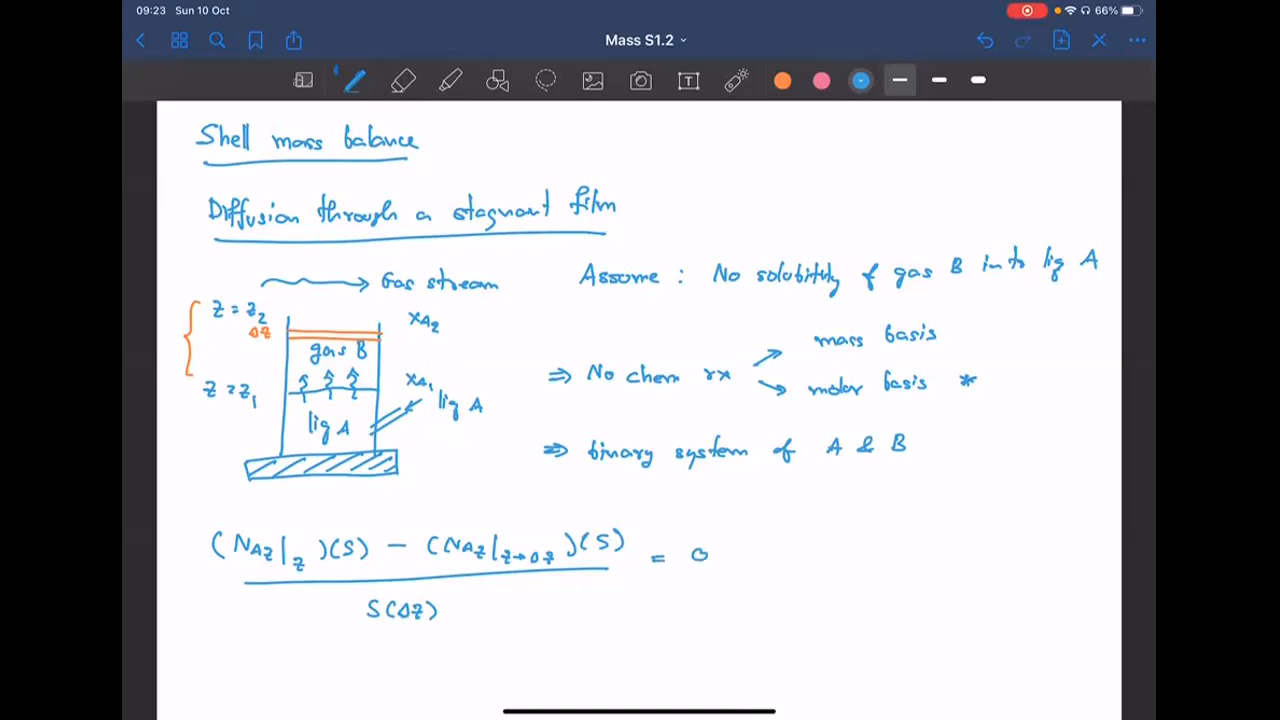 09:23 Sun 10 Oct
66%
Mass S1.2
Shell mass balance
Diffusion through a stagnant film
Gas stream
Assume : No solubility of gas B into liq A
z = z2
Δz
xA2
gas B
z = z1
xA1
liq A
liq A
⇒ No chem rx
mass basis
molar basis *
⇒ binary system of A & B
(NAz|z)(S) − (NAz|z+Δz)(S) = 0
S(Δz)